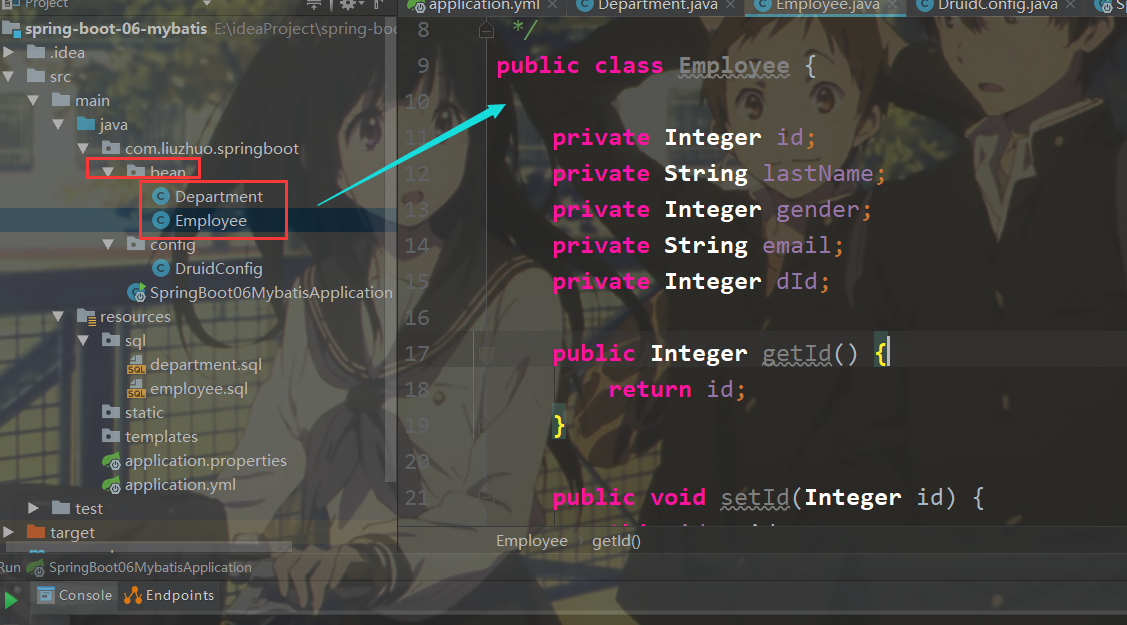 Project
spring-boot-06-mybatis E:\ideaProject\spring-boo
.idea
src
main
java
com.liuzhuo.springboot
bean
Department
Employee
config
DruidConfig
SpringBoot06MybatisApplication
resources
sql
department.sql
employee.sql
static
templates
application.properties
application.yml
test
target
application.yml Department.java Employee.java DruidConfig.java
8 */
9 public class Employee {
10
11 private Integer id;
12 private String lastName;
13 private Integer gender;
14 private String email;
15 private Integer dId;
16
17 public Integer getId() {
18 return id;
19 }
20
21 public void setId(Integer id) {
Employee getId()
Run SpringBoot06MybatisApplication
Console Endpoints